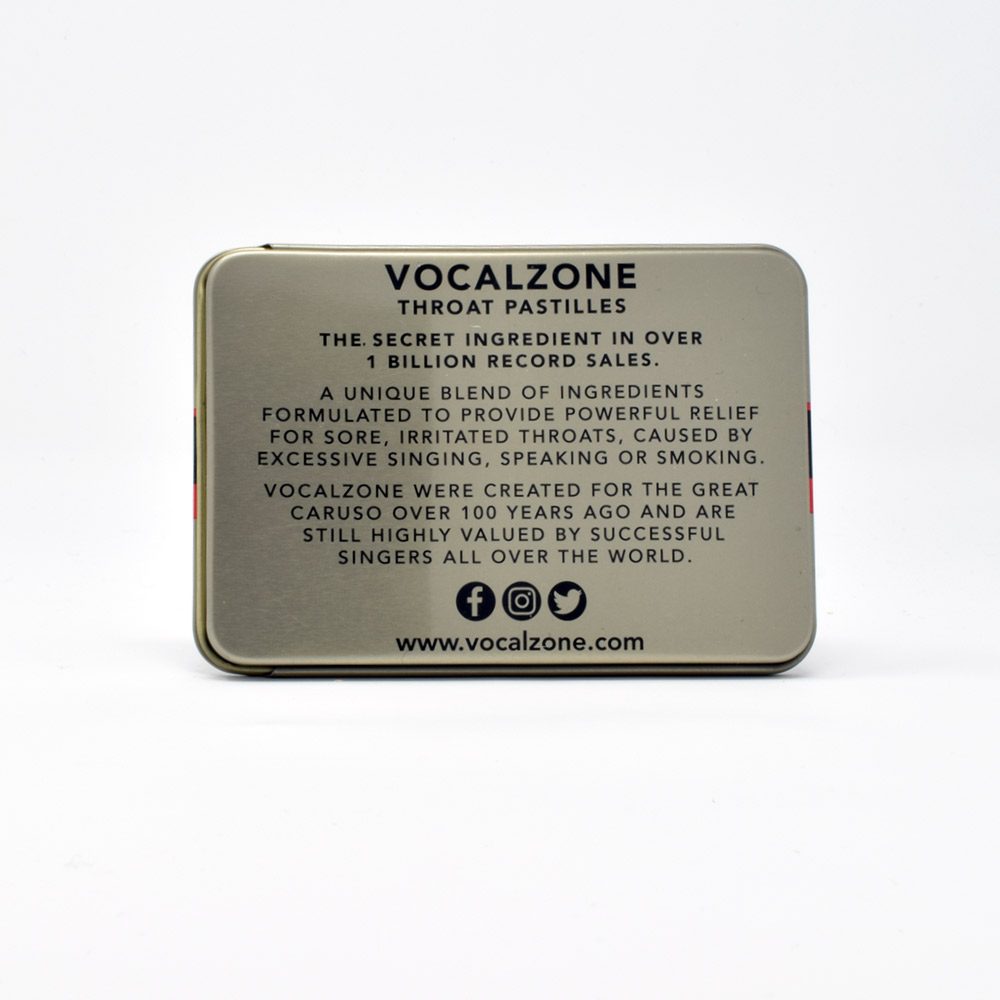 VOCALZONE
THROAT PASTILLES
THE. SECRET INGREDIENT IN OVER
1 BILLION RECORD SALES.
A UNIQUE BLEND OF INGREDIENTS
FORMULATED TO PROVIDE POWERFUL RELIEF
FOR SORE, IRRITATED THROATS, CAUSED BY
EXCESSIVE SINGING, SPEAKING OR SMOKING.
VOCALZONE WERE CREATED FOR THE GREAT
CARUSO OVER 100 YEARS AGO AND ARE
STILL HIGHLY VALUED BY SUCCESSFUL
SINGERS ALL OVER THE WORLD.
www.vocalzone.com